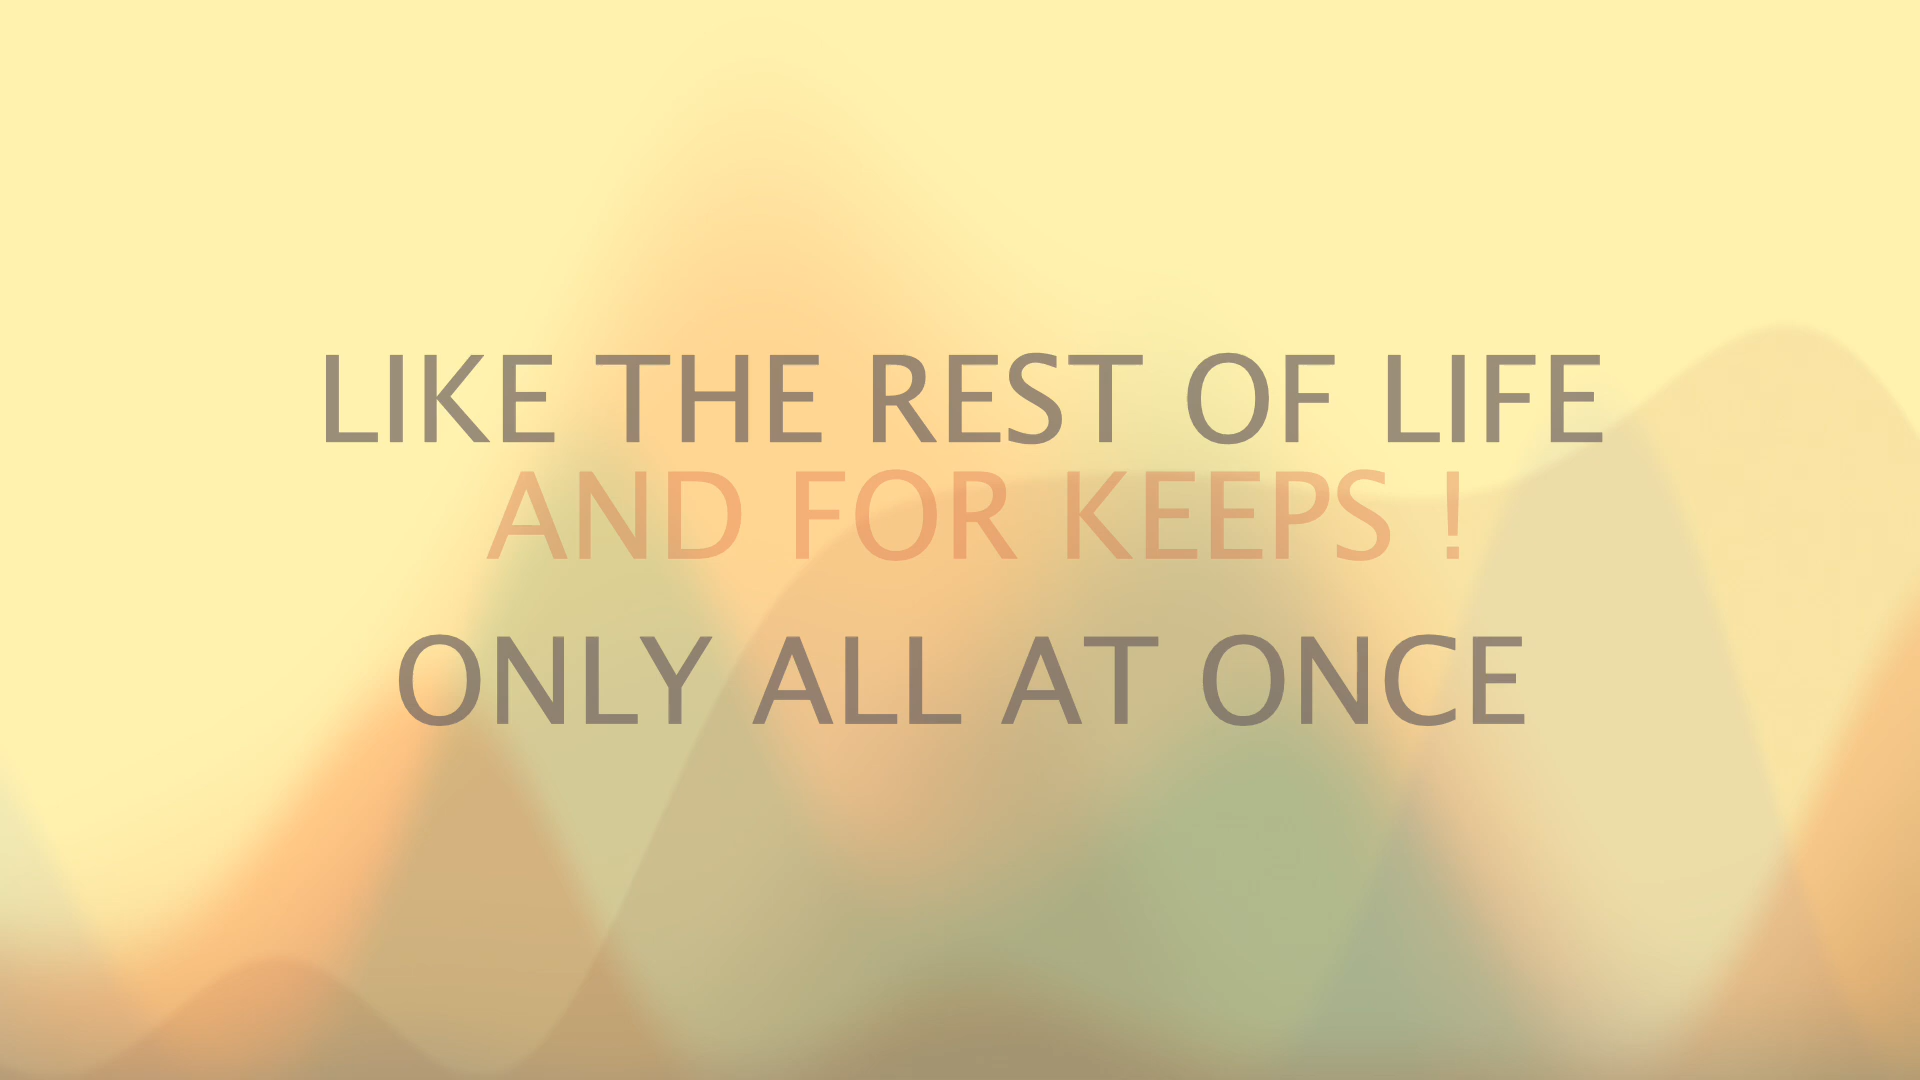 LIKE THE REST OF LIFE
AND FOR KEEPS !
ONLY ALL AT ONCE